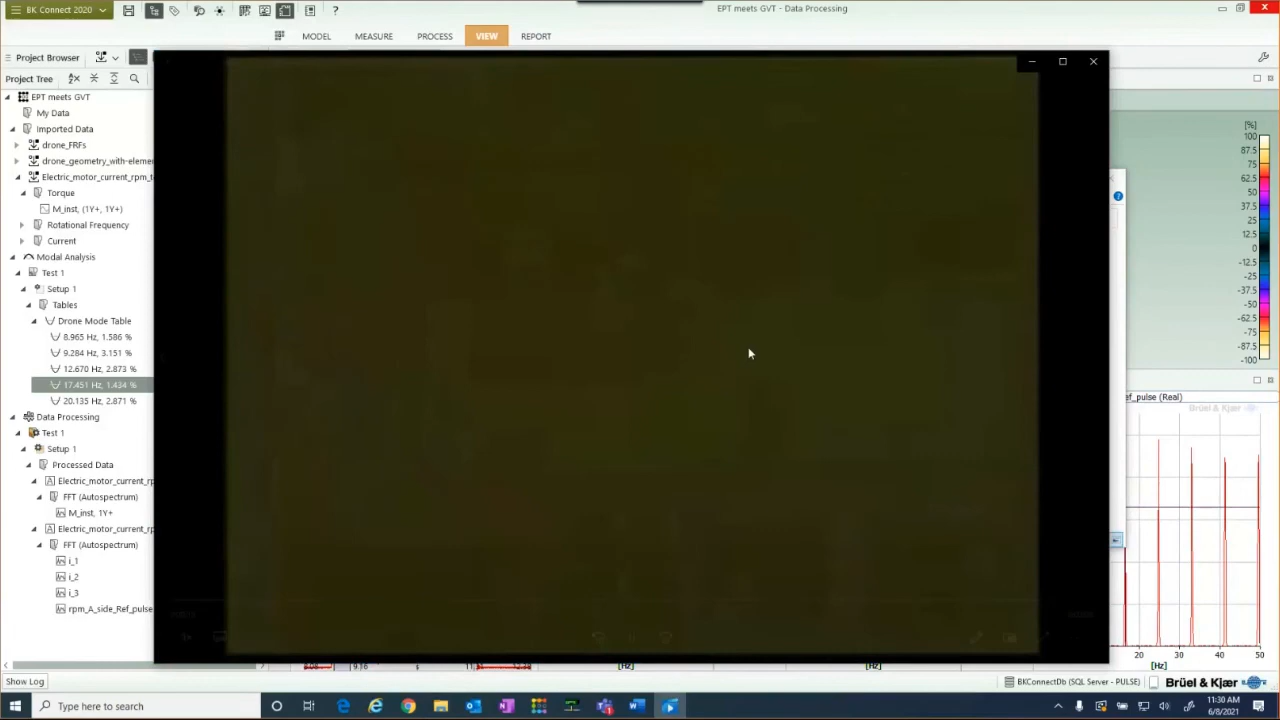 BK Connect 2020
?
EPT meets GVT - Data Processing
MODEL
MEASURE
PROCESS
VIEW
REPORT
Project Browser
Project Tree
EPT meets GVT
My Data
Imported Data
drone_FRFs
drone_geometry_with-eleme
Electric_motor_current_rpm_t
Torque
M_inst, (1Y+, 1Y+)
Rotational Frequency
Current
Modal Analysis
Test 1
Setup 1
Tables
Drone Mode Table
8.965 Hz, 1.586 %
9.284 Hz, 3.151 %
12.670 Hz, 2.873 %
17.451 Hz, 1.434 %
20.135 Hz, 2.871 %
Data Processing
Test 1
Setup 1
Processed Data
Electric_motor_current_rp
FFT (Autospectrum)
M_inst, 1Y+
Electric_motor_current_rp
FFT (Autospectrum)
i_1
i_2
i_3
rpm_A_side_Ref_pulse
[%]
100
87.5
75
62.5
50
37.5
25
12.5
0
-12.5
-25
-37.5
-50
-62.5
-75
-87.5
-100
ef_pulse (Real)
Brüel & Kjær
20 30 40 50
[Hz]
9.36
s
[Hz]
[Hz]
Show Log
BKConnectDb (SQL Server - PULSE)
Brüel & Kjær
Type here to search
11:30 AM
6/8/2021